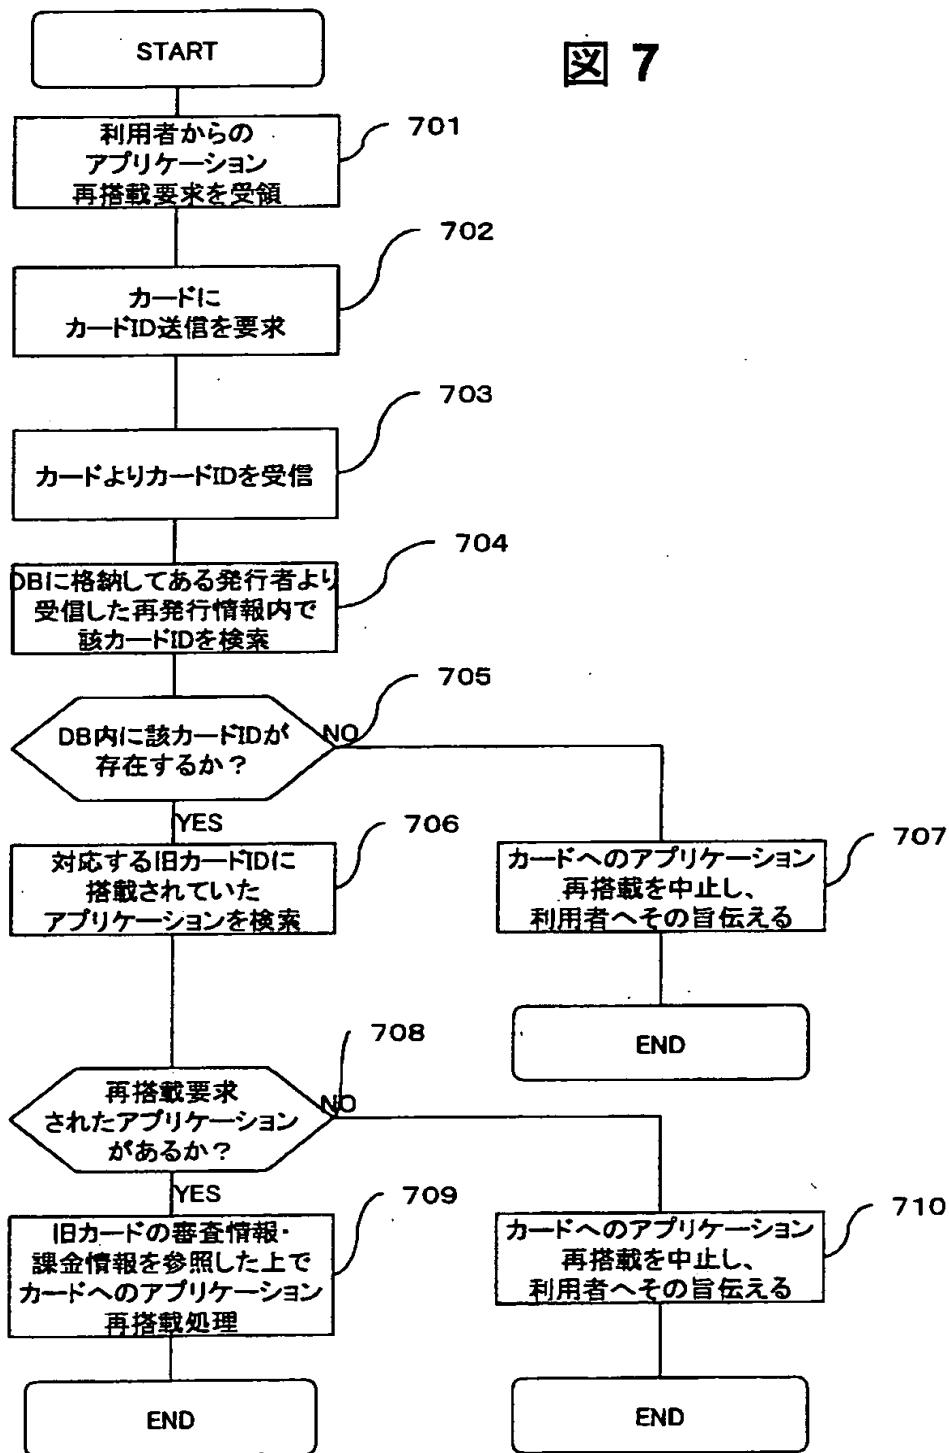 図 7
START
利用者からの
アプリケーション
再搭載要求を受領
701
カードに
カードID送信を要求
702
カードよりカードIDを受信
703
DBに格納してある発行者より
受信した再発行情報内で
該カードIDを検索
704
DB内に該カードIDが
存在するか?
705
NO
YES
対応する旧カードIDに
搭載されていた
アプリケーションを検索
706
カードへのアプリケーション
再搭載を中止し、
利用者へその旨伝える
707
END
再搭載要求
されたアプリケーション
があるか?
708
NO
YES
旧カードの審査情報・
課金情報を参照した上で
カードへのアプリケーション
再搭載処理
709
カードへのアプリケーション
再搭載を中止し、
利用者へその旨伝える
710
END
END